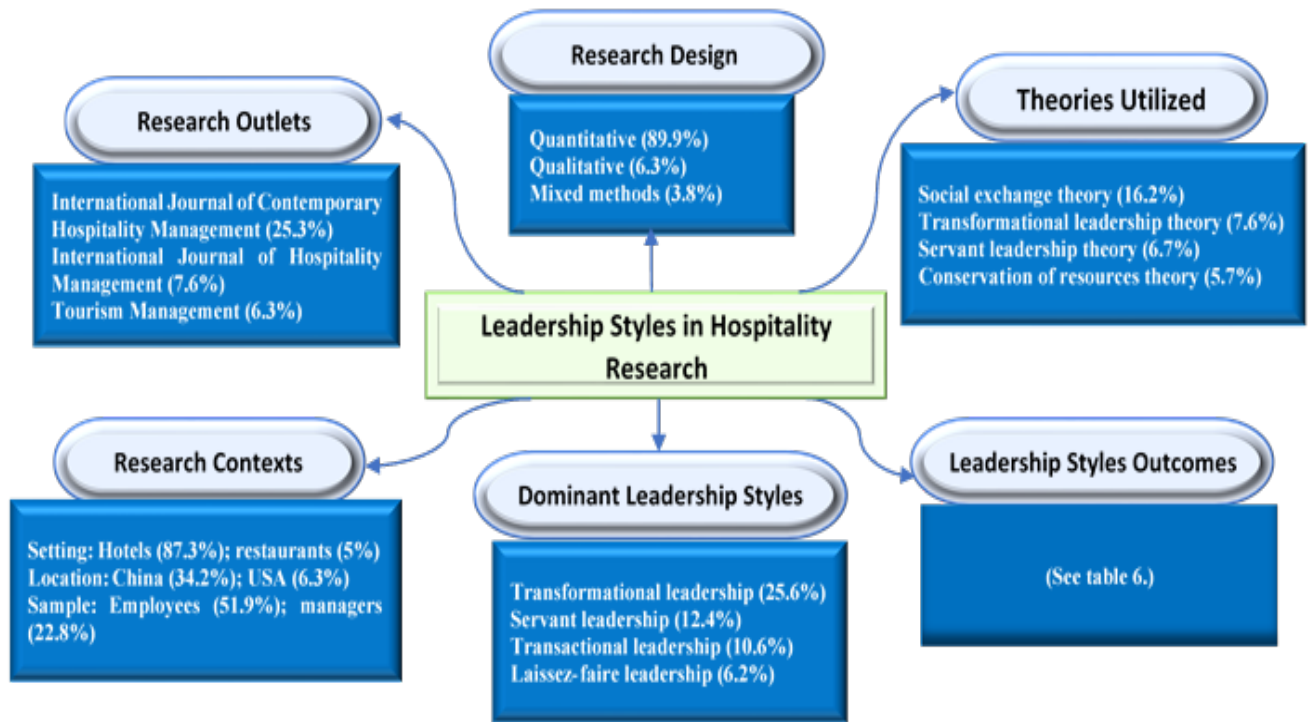 Research Design
Quantitative (89.9%)
Qualitative (6.3%)
Mixed methods (3.8%)
Research Outlets
International Journal of Contemporary
Hospitality Management (25.3%)
International Journal of Hospitality
Management (7.6%)
Tourism Management (6.3%)
Theories Utilized
Social exchange theory (16.2%)
Transformational leadership theory (7.6%)
Servant leadership theory (6.7%)
Conservation of resources theory (5.7%)
Leadership Styles in Hospitality
Research
Research Contexts
Setting: Hotels (87.3%); restaurants (5%)
Location: China (34.2%); USA (6.3%)
Sample: Employees (51.9%); managers
(22.8%)
Dominant Leadership Styles
Transformational leadership (25.6%)
Servant leadership (12.4%)
Transactional leadership (10.6%)
Laissez-faire leadership (6.2%)
Leadership Styles Outcomes
(See table 6.)